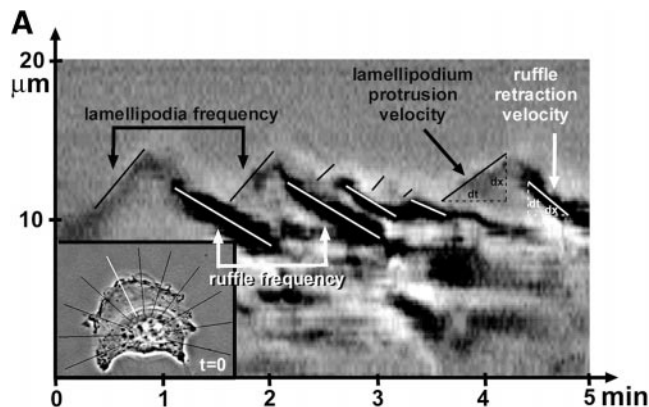 A
20
μm
lamellipodia frequency
lamellipodium
protrusion
velocity
ruffle
retraction
velocity
dt
dx
dt
dx
10
ruffle frequency
t=0
0
1
2
3
4
5
min